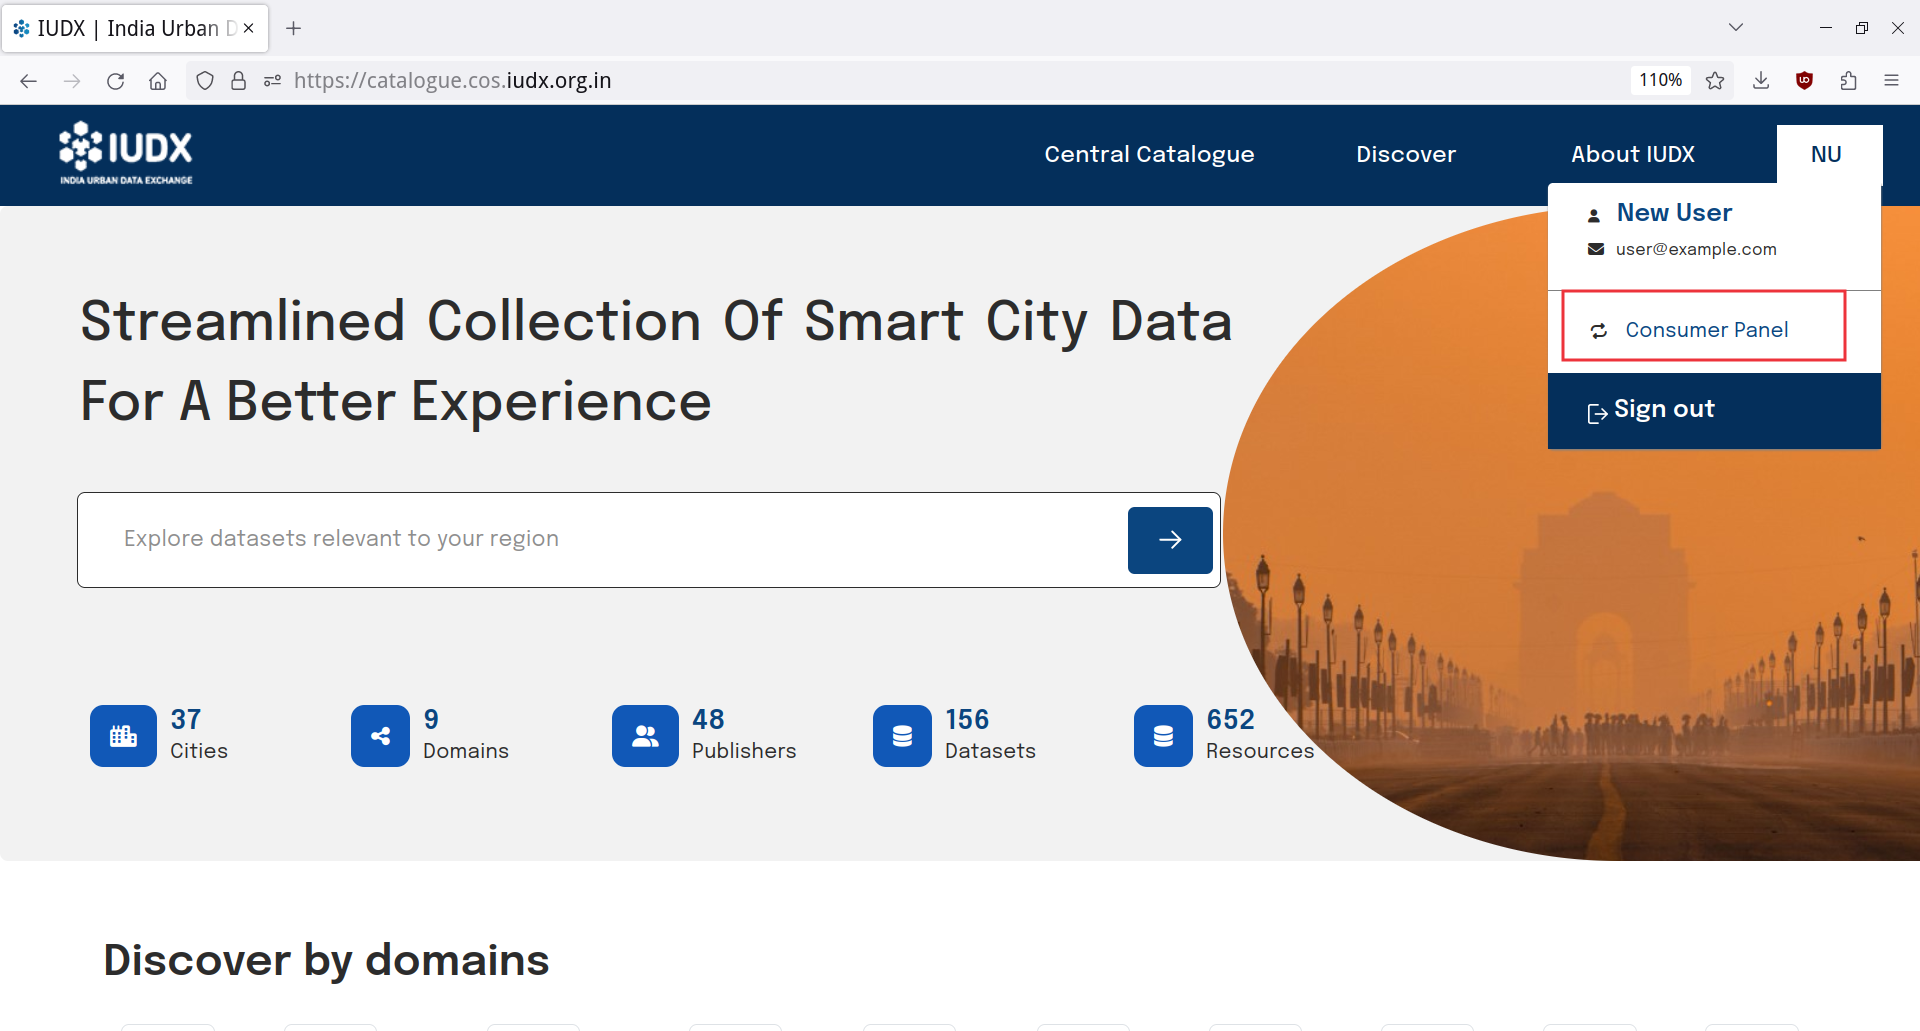 IUDX | India Urban D
https://catalogue.cos.iudx.org.in
110%
IUDX
INDIA URBAN DATA EXCHANGE
Central Catalogue
Discover
About IUDX
NU
New User
user@example.com
Consumer Panel
Sign out
Streamlined Collection Of Smart City Data
For A Better Experience
Explore datasets relevant to your region
37
Cities
9
Domains
48
Publishers
156
Datasets
652
Resources
Discover by domains